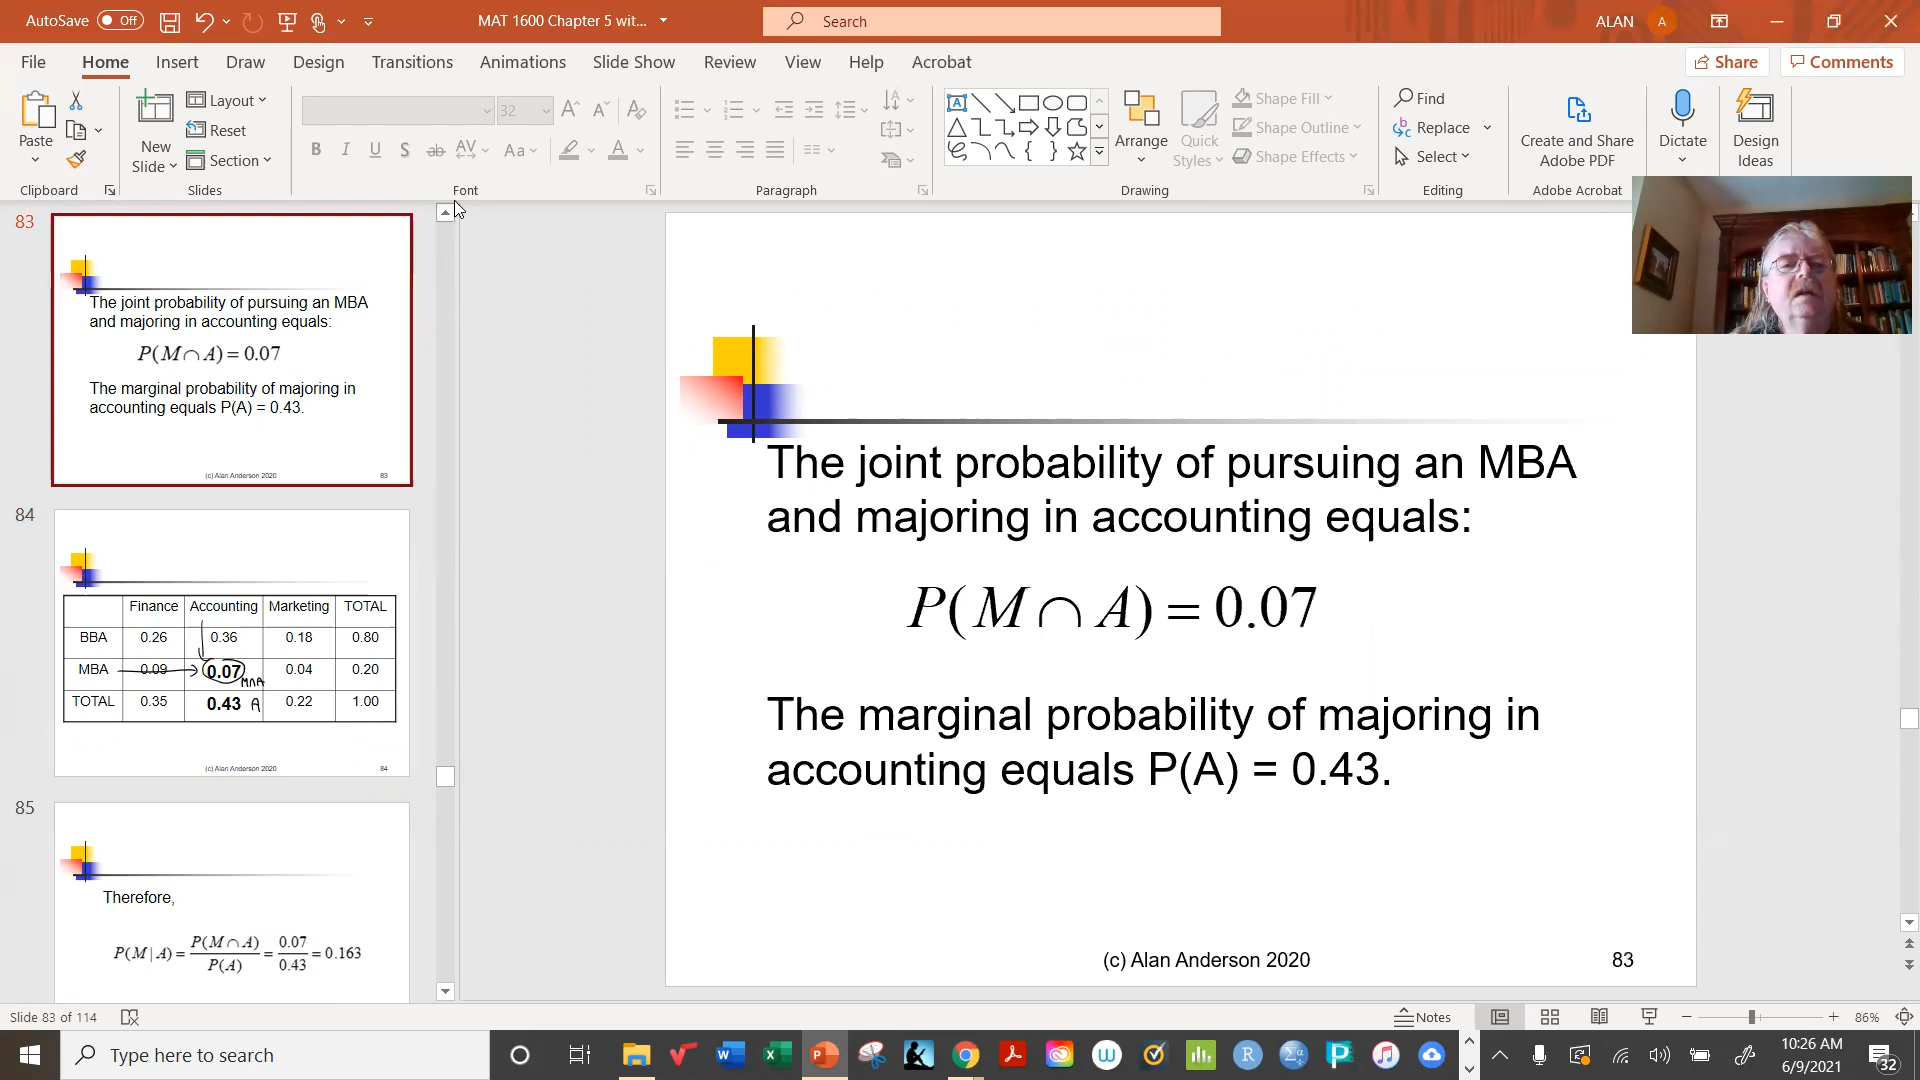 AutoSave Off MAT 1600 Chapter 5 wit... Search ALAN A
File Home Insert Draw Design Transitions Animations Slide Show Review View Help Acrobat Share Comments
Paste
New Slide
Layout
Reset
Section
32
B I U S ab AV Aa A
Arrange
Quick Styles
Shape Fill
Shape Outline
Shape Effects
Find
Replace
Select
Create and Share Adobe PDF
Dictate
Design Ideas
Clipboard Slides Font Paragraph Drawing Editing Adobe Acrobat
83
The joint probability of pursuing an MBA
and majoring in accounting equals:
P(M∩A)=0.07
The marginal probability of majoring in
accounting equals P(A) = 0.43.
(c) Alan Anderson 2020 83
84
Finance Accounting Marketing TOTAL
BBA 0.26 0.36 0.18 0.80
MBA 0.09 0.07 0.04 0.20
M∩A
TOTAL 0.35 0.43 A 0.22 1.00
(c) Alan Anderson 2020 84
85
Therefore,
P(M|A) = P(M∩A)/P(A) = 0.07/0.43 = 0.163
The joint probability of pursuing an MBA
and majoring in accounting equals:
P(M∩A)=0.07
The marginal probability of majoring in
accounting equals P(A) = 0.43.
(c) Alan Anderson 2020 83
Slide 83 of 114 Notes 86%
Type here to search
10:26 AM
6/9/2021
32